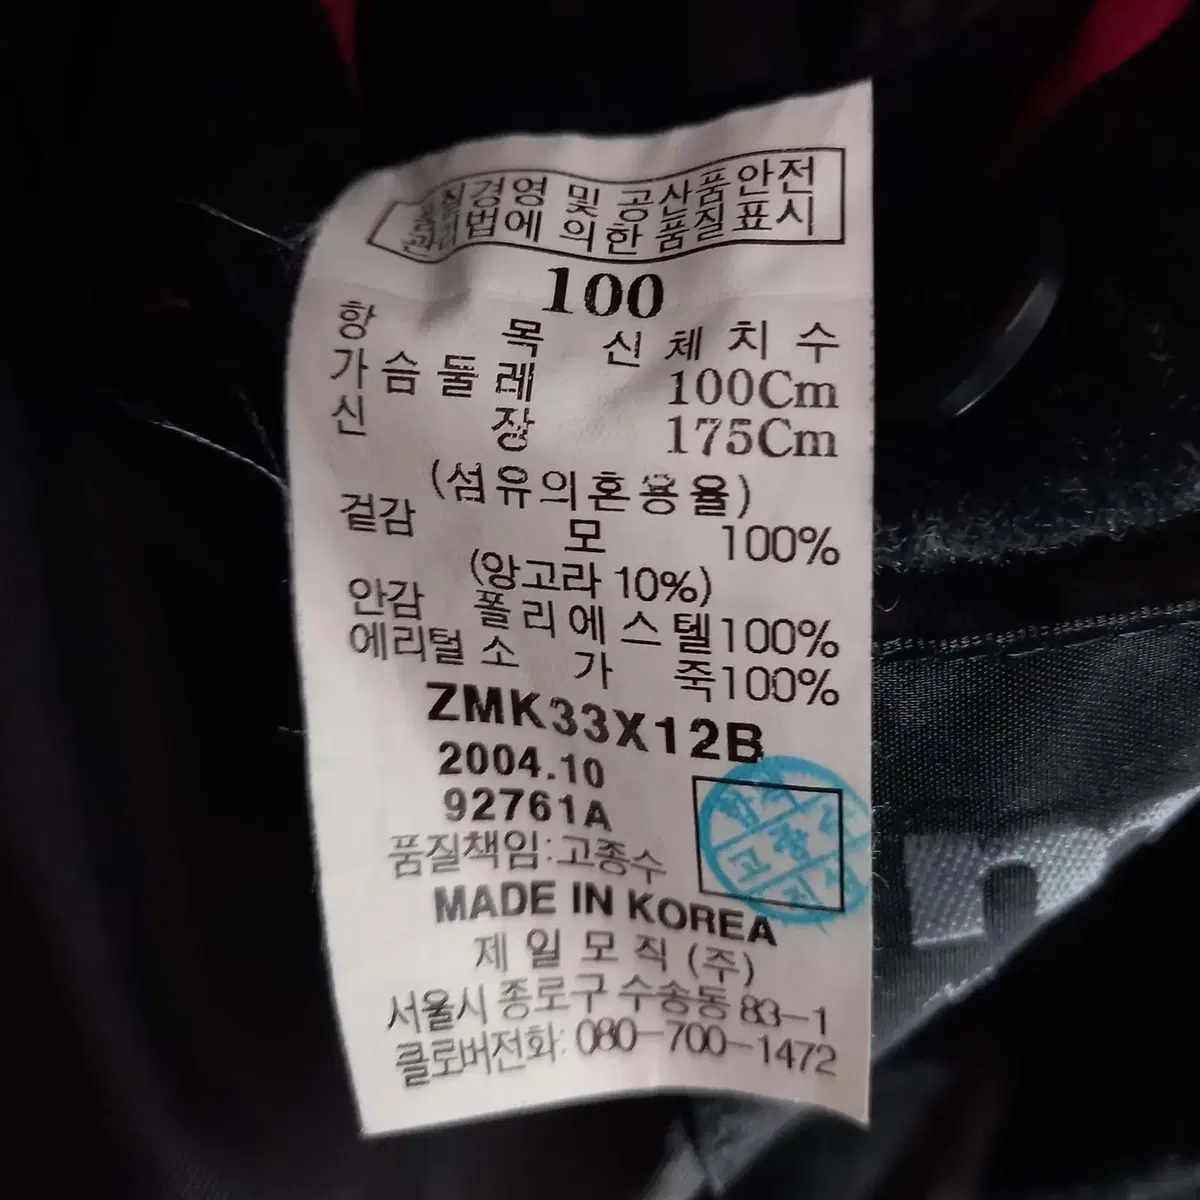 품질경영 및 공산품안전
관리법에 의한 품질표시
100
항 목 신체치수
가슴둘레 100Cm
신 장 175Cm
(섬유의혼용율)
겉감 모 100%
(앙고라 10%)
안감 폴리에스텔100%
에리털 소 가 죽100%
ZMK33X12B
2004.10
92761A
품질책임:고종수
MADE IN KOREA
제일모직(주)
서울시 종로구 수송동 83-1
클로버전화: 080-700-1472